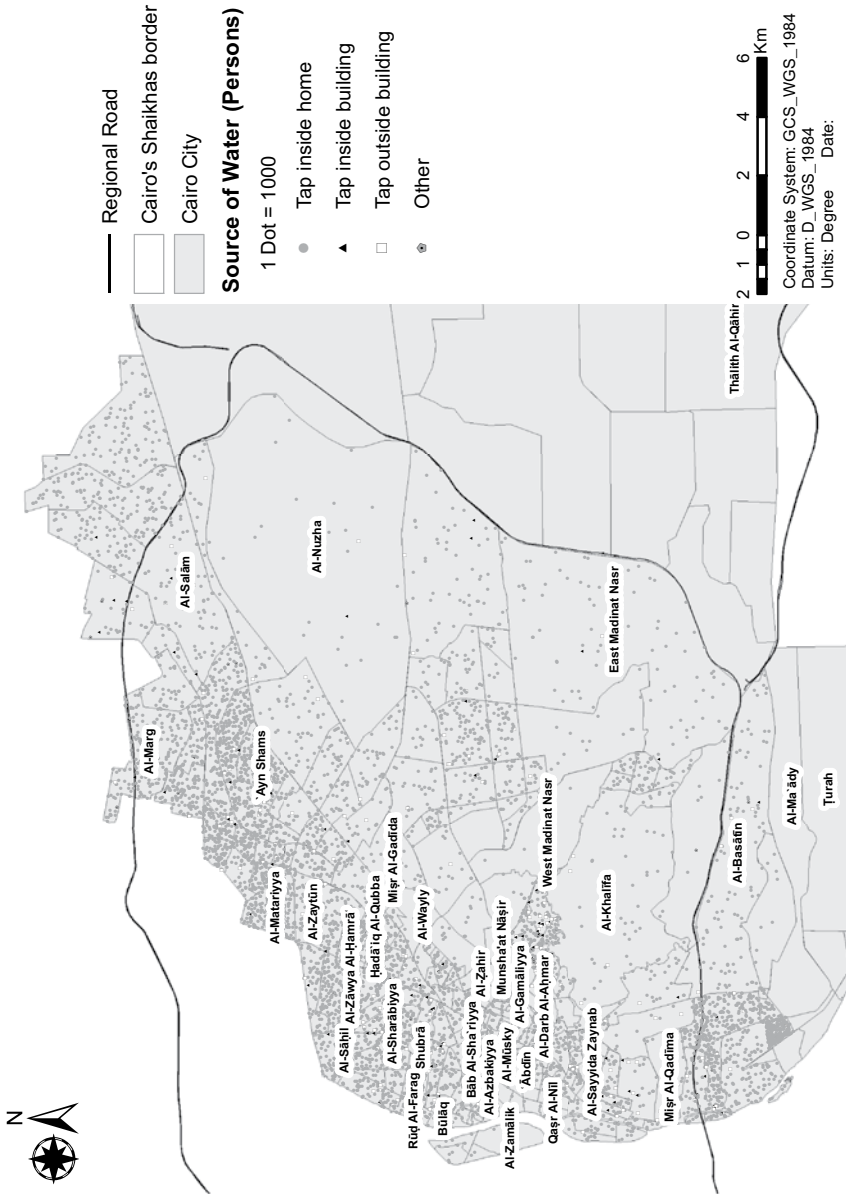 N
Regional Road
Cairo's Shaikhas border
Cairo City
Source of Water (Persons)
1 Dot = 1000
Tap inside home
Tap inside building
Tap outside building
Other
2 1 0 2 4 6
Km
Coordinate System: GCS_WGS_1984
Datum: D_WGS_1984
Units: Degree Date:
Al-Marg
Al-Salām
`Ayn Shams
Al-Nuzha
Al-Matariyya
Al-Zaytūn
Al-Zāwya Al-Ḥamrā'
Al-Sāḥil
Ḥadā'iq Al-Qubba
Miṣr Al-Gadīda
Al-Sharābiyya
Shubrā
Rūḍ Al-Farag
Al-Wayly
Būlāq
Bāb Al-Sha`riyya
Al-Ẓahir
Al-Azbakiyya
Munsha'at Nāṣir
Al-Mūsky
Al-Gamāliyya
`Ābdīn
Al-Zamālik
Al-Darb Al-Aḥmar
Qaṣr Al-Nīl
West Madinat Nasr
East Madinat Nasr
Al-Sayyida Zaynab
Al-Khalīfa
Miṣr Al-Qadīma
Thālith Al-Qāhir
Al-Basātīn
Al-Ma`ādy
Ṭurah